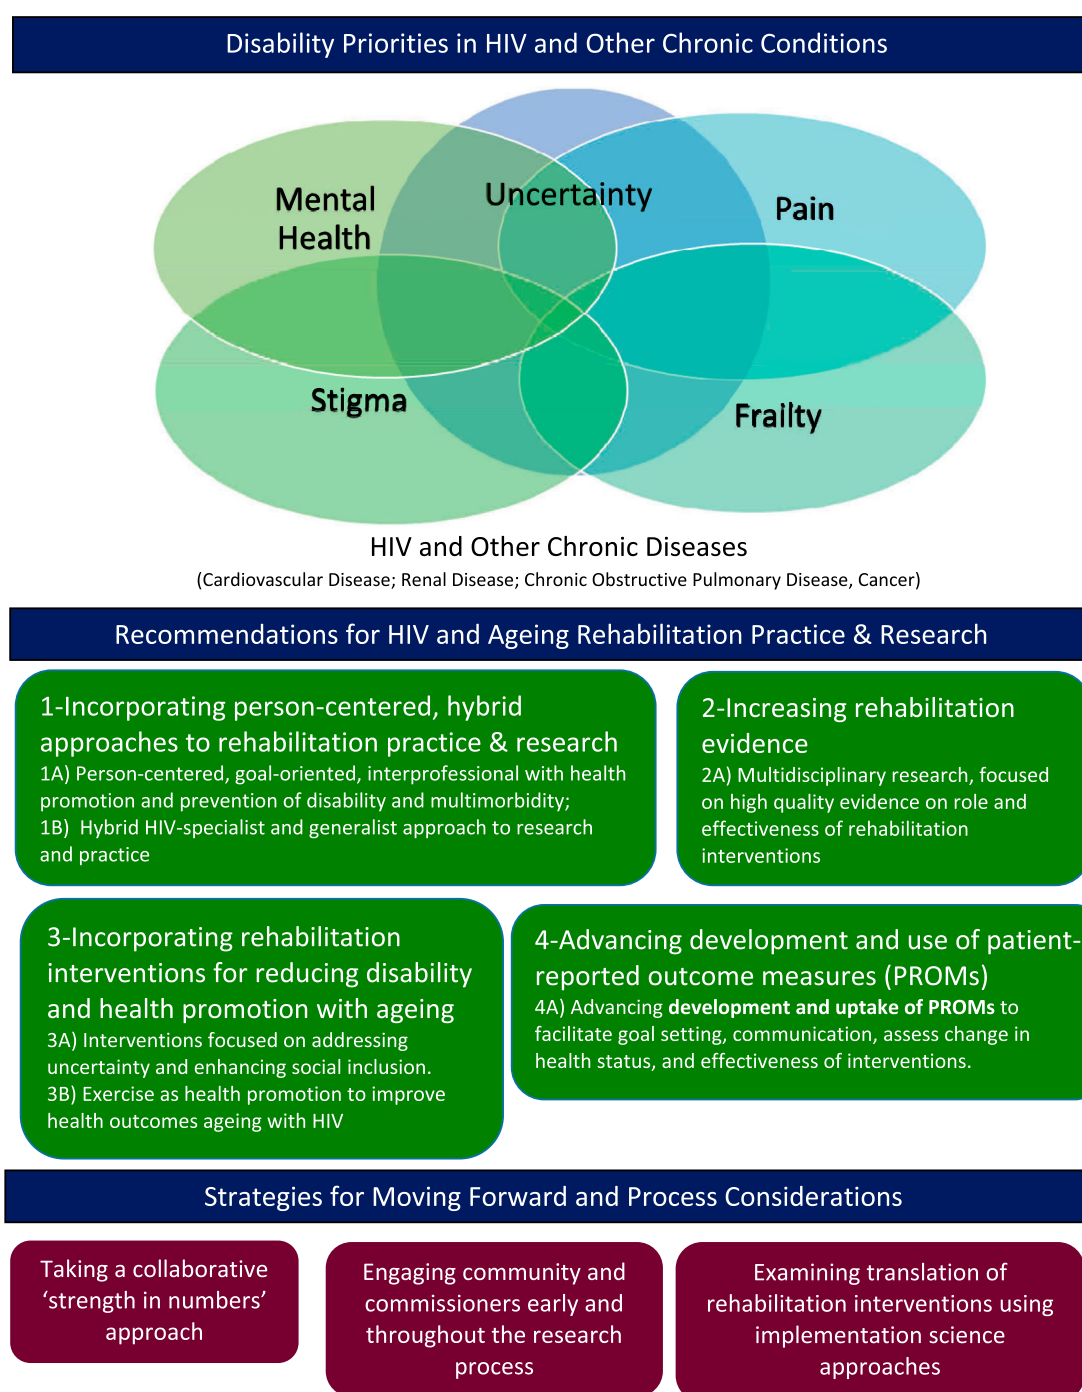 Disability Priorities in HIV and Other Chronic Conditions
Mental
Health
Uncertainty
Pain
Stigma
Frailty
HIV and Other Chronic Diseases
(Cardiovascular Disease; Renal Disease; Chronic Obstructive Pulmonary Disease, Cancer)
Recommendations for HIV and Ageing Rehabilitation Practice & Research
1-Incorporating person-centered, hybrid
approaches to rehabilitation practice & research
1A) Person-centered, goal-oriented, interprofessional with health
promotion and prevention of disability and multimorbidity;
1B)  Hybrid HIV-specialist and generalist approach to research
and practice
2-Increasing rehabilitation
evidence
2A) Multidisciplinary research, focused
on high quality evidence on role and
effectiveness of rehabilitation
interventions
3-Incorporating rehabilitation
interventions for reducing disability
and health promotion with ageing
3A) Interventions focused on addressing
uncertainty and enhancing social inclusion.
3B) Exercise as health promotion to improve
health outcomes ageing with HIV
4-Advancing development and use of patient-
reported outcome measures (PROMs)
4A) Advancing development and uptake of PROMs to
facilitate goal setting, communication, assess change in
health status, and effectiveness of interventions.
Strategies for Moving Forward and Process Considerations
Taking a collaborative
‘strength in numbers’
approach
Engaging community and
commissioners early and
throughout the research
process
Examining translation of
rehabilitation interventions using
implementation science
approaches